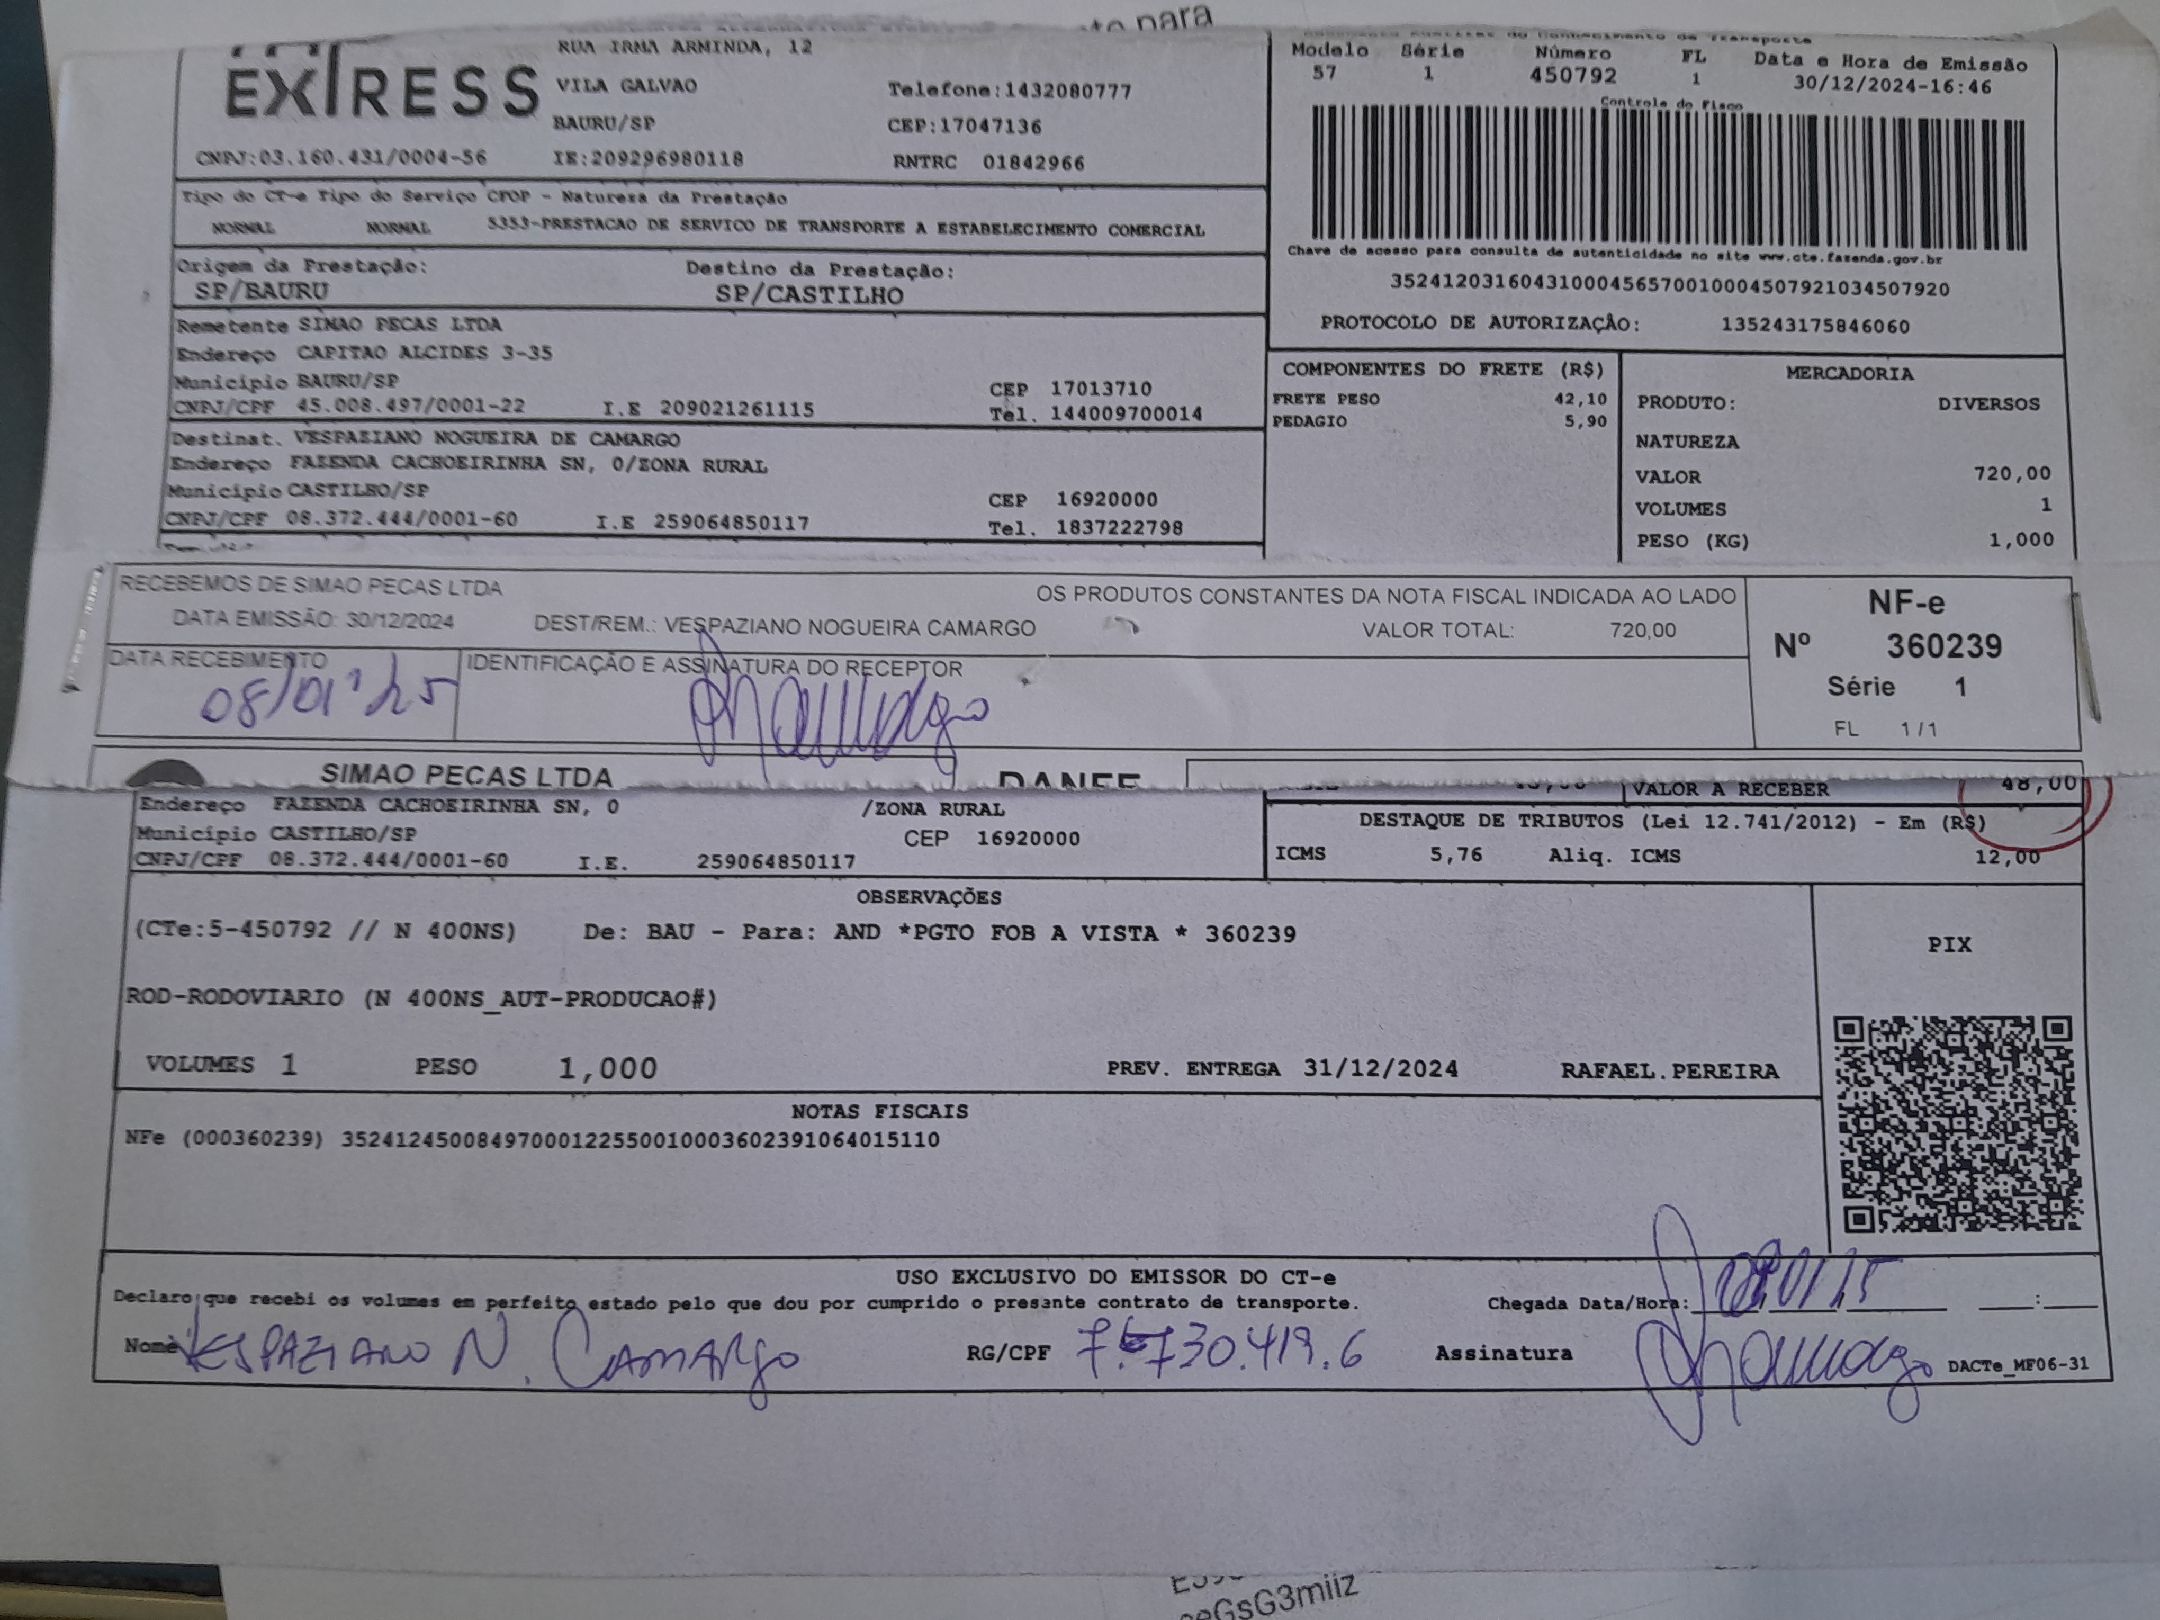 to para
EXTRESS
RUA IRMA ARMINDA, 12
VILA GALVAO
Telefone:1432080777
BAURU/SP
CEP:17047136
CNPJ:03.160.431/0004-56
IE:209296980118
RNTRC 01842966
Modelo Série Número FL Data e Hora de Emissão
57 1 450792 1 30/12/2024-16:46
Controle do Fisco
Tipo do CT-e Tipo do Serviço CFOP - Natureza da Prestação
NORMAL NORMAL 5353-PRESTACAO DE SERVICO DE TRANSPORTE A ESTABELECIMENTO COMERCIAL
Chave de acesso para consulta de autenticidade no site www.cte.fazenda.gov.br
35241203160431000456570010004507921034507920
PROTOCOLO DE AUTORIZAÇÃO: 135243175846060
Origem da Prestação: Destino da Prestação:
SP/BAURU SP/CASTILHO
Remetente SIMAO PECAS LTDA
Endereço CAPITAO ALCIDES 3-35
Município BAURU/SP CEP 17013710
CNPJ/CPF 45.008.497/0001-22 I.E 209021261115 Tel. 144009700014
Destinat. VESPAZIANO NOGUEIRA DE CAMARGO
Endereço FAZENDA CACHOEIRINHA SN, 0/ZONA RURAL
Município CASTILHO/SP CEP 16920000
CNPJ/CPF 08.372.444/0001-60 I.E 259064850117 Tel. 1837222798
COMPONENTES DO FRETE (R$)
FRETE PESO 42,10
PEDAGIO 5,90
MERCADORIA
PRODUTO: DIVERSOS
NATUREZA
VALOR 720,00
VOLUMES 1
PESO (KG) 1,000
RECEBEMOS DE SIMAO PECAS LTDA OS PRODUTOS CONSTANTES DA NOTA FISCAL INDICADA AO LADO
DATA EMISSÃO: 30/12/2024 DEST/REM.: VESPAZIANO NOGUEIRA CAMARGO VALOR TOTAL: 720,00
DATA RECEBIMENTO IDENTIFICAÇÃO E ASSINATURA DO RECEPTOR
08/01/25
NF-e
Nº 360239
Série 1
FL 1/1
SIMAO PECAS LTDA DANFE
VALOR A RECEBER 48,00
Endereço FAZENDA CACHOEIRINHA SN, 0 /ZONA RURAL
Município CASTILHO/SP CEP 16920000
CNPJ/CPF 08.372.444/0001-60 I.E. 259064850117
DESTAQUE DE TRIBUTOS (Lei 12.741/2012) - Em (R$)
ICMS 5,76 Aliq. ICMS 12,00
OBSERVAÇÕES
(CTe:5-450792 // N 400NS) De: BAU - Para: AND *PGTO FOB A VISTA * 360239
ROD-RODOVIARIO (N 400NS_AUT-PRODUCAO#)
VOLUMES 1 PESO 1,000 PREV. ENTREGA 31/12/2024 RAFAEL.PEREIRA
PIX
NOTAS FISCAIS
NFe (000360239) 35241245008497000122550010003602391064015110
USO EXCLUSIVO DO EMISSOR DO CT-e
Declaro que recebi os volumes em perfeito estado pelo que dou por cumprido o presente contrato de transporte. Chegada Data/Hora:
Nome VESPAZIANO N. CAMARGO RG/CPF Assinatura DACTe_MF06-31
eGsG3miiz